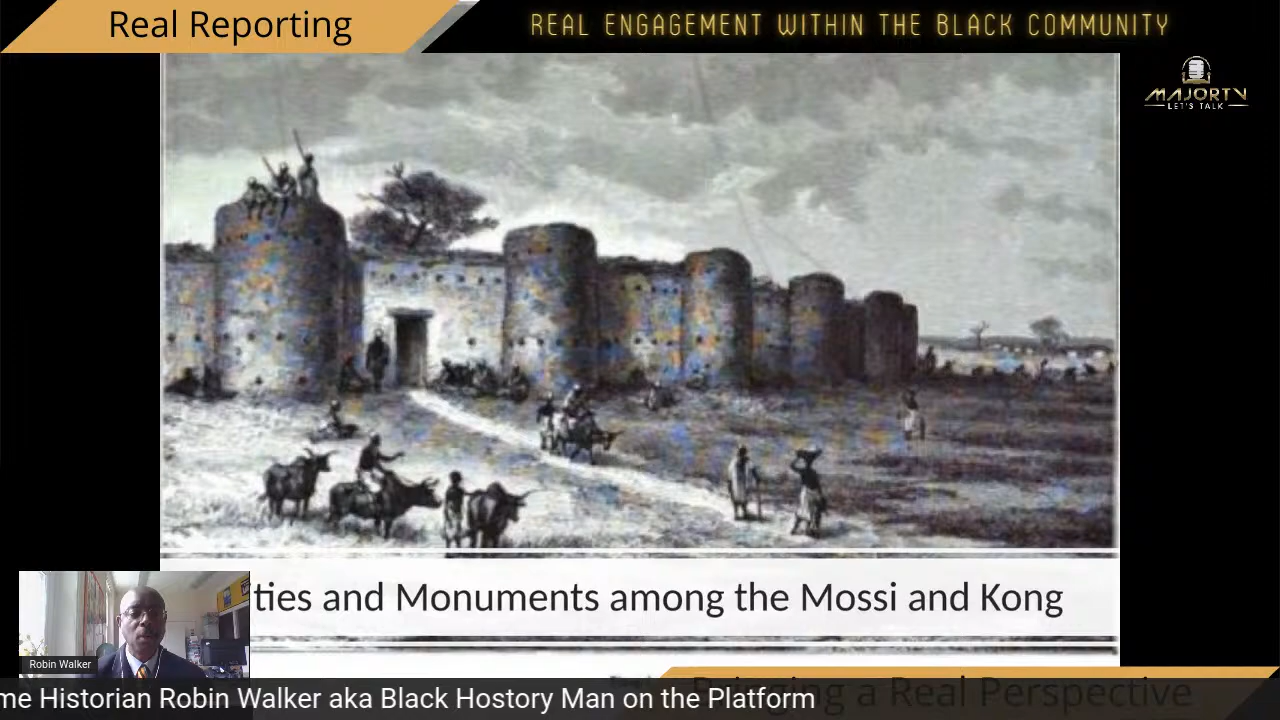 Real Reporting
REAL ENGAGEMENT WITHIN THE BLACK COMMUNITY
MAJORTV
LET'S TALK
ties and Monuments among the Mossi and Kong
Robin Walker
Bringing a Real Perspective
me Historian Robin Walker aka Black Hostory Man on the Platform